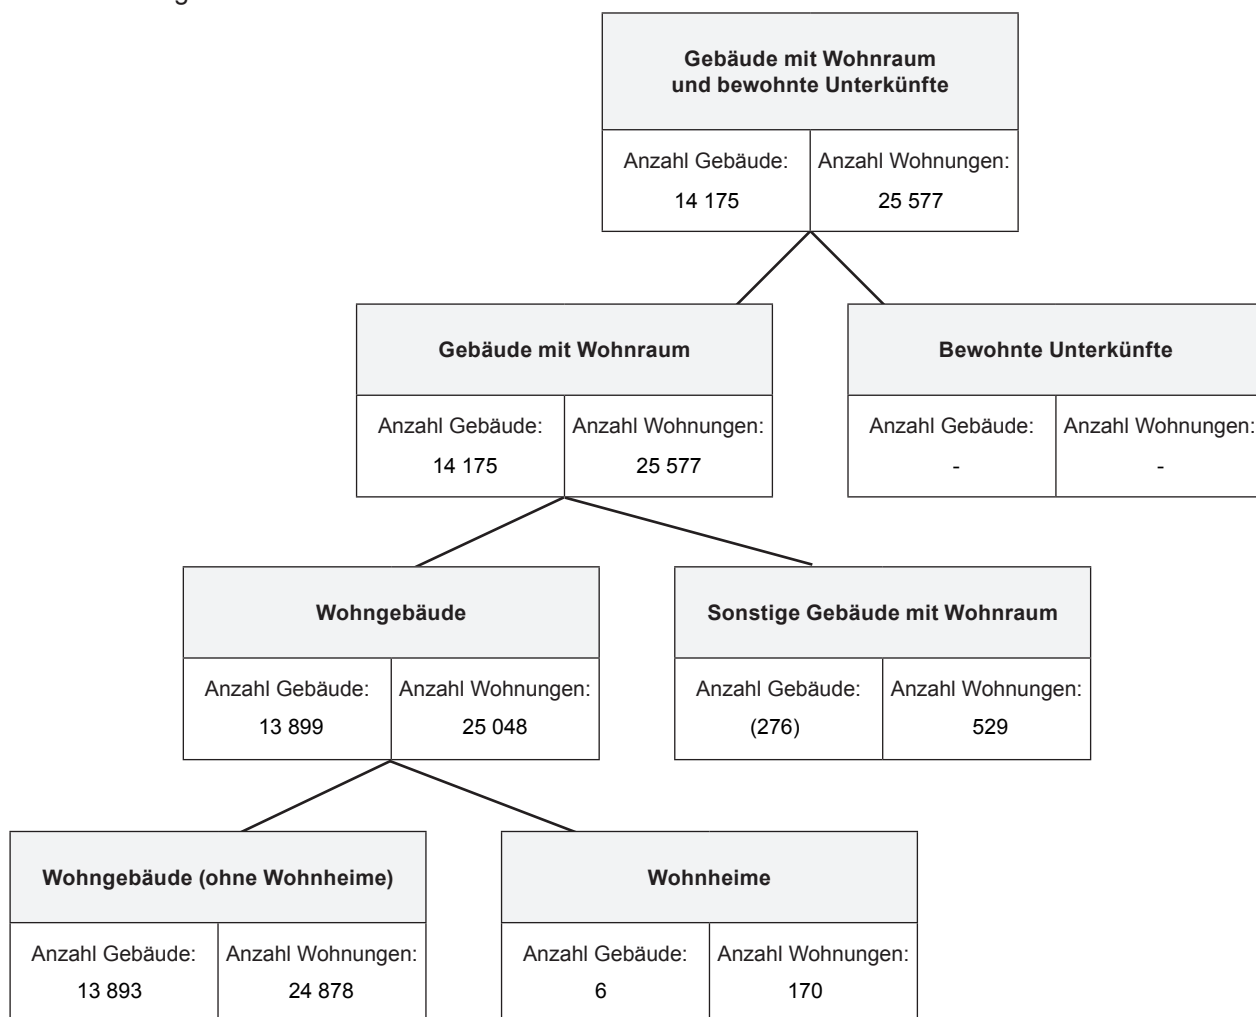 Gebäude mit Wohnraum
und bewohnte Unterkünfte
Anzahl Gebäude: Anzahl Wohnungen:
14 175 25 577
Gebäude mit Wohnraum
Anzahl Gebäude: Anzahl Wohnungen:
14 175 25 577
Bewohnte Unterkünfte
Anzahl Gebäude: Anzahl Wohnungen:
- -
Wohngebäude
Anzahl Gebäude: Anzahl Wohnungen:
13 899 25 048
Sonstige Gebäude mit Wohnraum
Anzahl Gebäude: Anzahl Wohnungen:
(276) 529
Wohngebäude (ohne Wohnheime)
Anzahl Gebäude: Anzahl Wohnungen:
13 893 24 878
Wohnheime
Anzahl Gebäude: Anzahl Wohnungen:
6 170